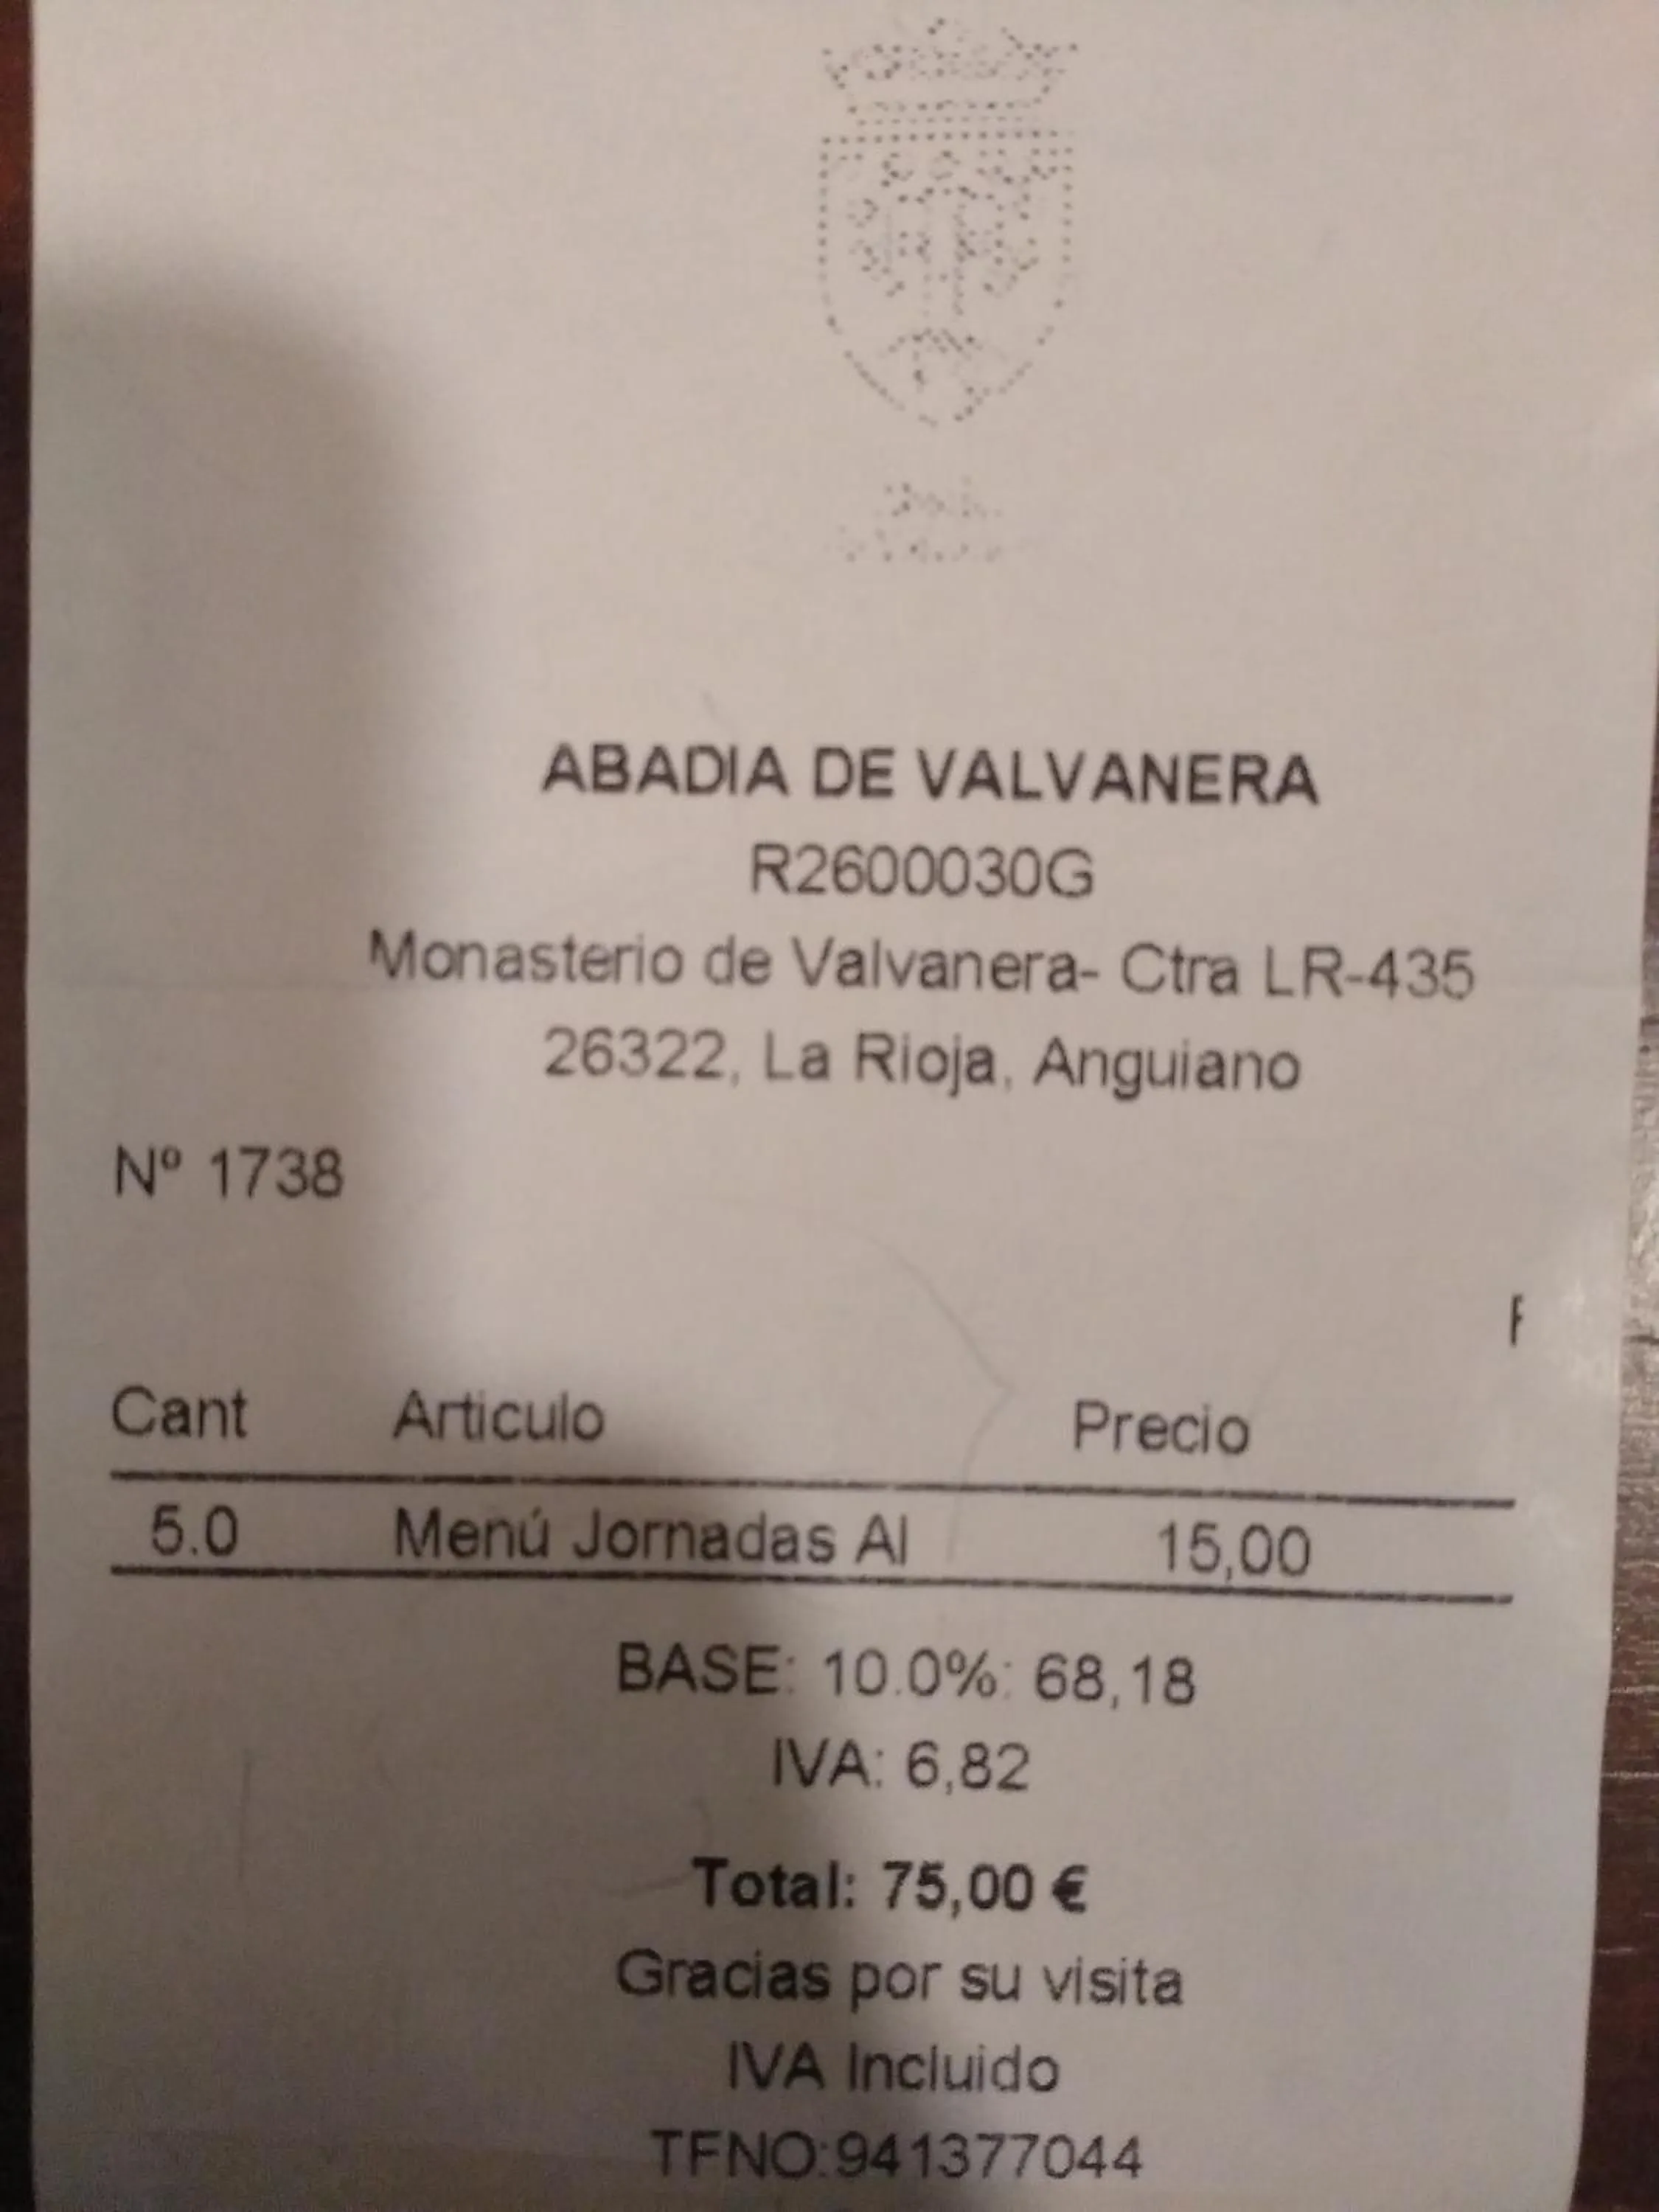 ABADIA DE VALVANERA
R2600030G
Monasterio de Valvanera- Ctra LR-435
26322, La Rioja, Anguiano
Nº 1738
F
Cant Articulo Precio
5.0 Menú Jornadas Al 15,00
BASE: 10.0%: 68,18
IVA: 6,82
Total: 75,00 €
Gracias por su visita
IVA Incluido
TFNO:941377044